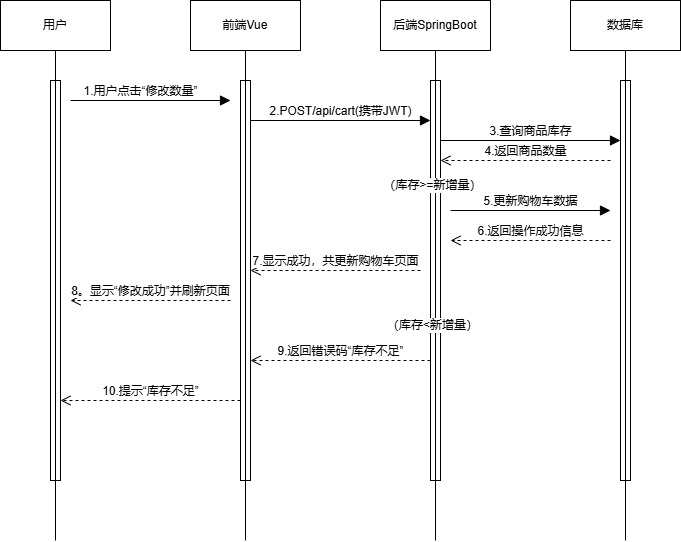 用户
前端Vue
后端SpringBoot
数据库
1.用户点击“修改数量”
2.POST/api/cart(携带JWT)
3.查询商品库存
4.返回商品数量
(库存>=新增量)
5.更新购物车数据
6.返回操作成功信息
7.显示成功，共更新购物车页面
8。显示“修改成功”并刷新页面
(库存<新增量)
9.返回错误码“库存不足”
10.提示“库存不足”